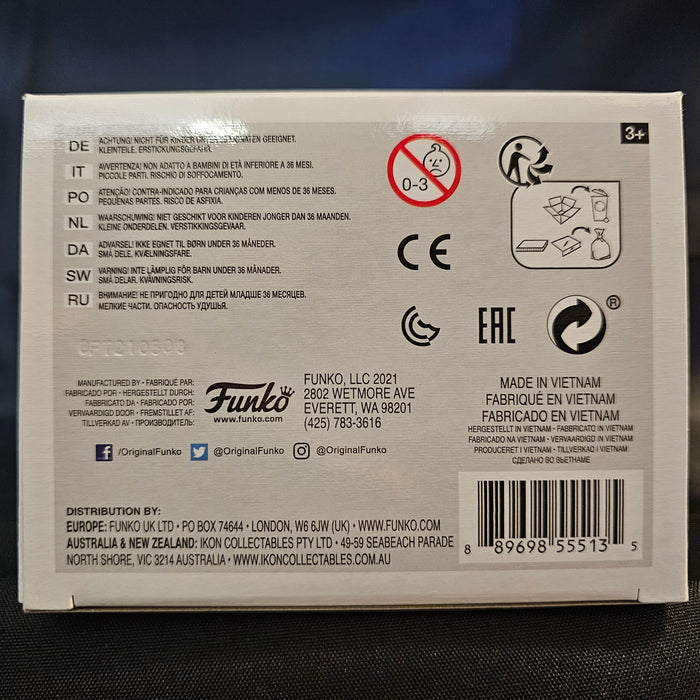 DE ACHTUNG! NICHT FÜR KINDER UNTER 36 MONATEN GEEIGNET.
KLEINTEILE. ERSTICKUNGSGEFAHR.
IT AVVERTENZA! NON ADATTO A BAMBINI DI ETÀ INFERIORE A 36 MESI.
PICCOLE PARTI. RISCHIO DI SOFFOCAMENTO.
PO ATENÇÃO! CONTRA-INDICADO PARA CRIANÇAS COM MENOS DE 36 MESES.
PEQUENAS PARTES. RISCO DE ASFIXIA.
NL WAARSCHUWING! NIET GESCHIKT VOOR KINDEREN JONGER DAN 36 MAANDEN.
KLEINE ONDERDELEN. VERSTIKKINGSGEVAAR.
DA ADVARSEL! IKKE EGNET TIL BØRN UNDER 36 MÅNEDER.
SMÅ DELE. KVÆLNINGSFARE.
SW VARNING! INTE LÄMPLIG FÖR BARN UNDER 36 MÅNADER.
SMÅ DELAR. KVÄVNINGSRISK.
RU ВНИМАНИЕ! НЕ ПРИГОДНО ДЛЯ ДЕТЕЙ МЛАДШЕ 36 МЕСЯЦЕВ.
МЕЛКИЕ ЧАСТИ. ОПАСНОСТЬ УДУШЬЯ.
0-3
3+
CE
EAC
®
MANUFACTURED BY • FABRIQUÉ PAR:
FABRICADO POR • HERGESTELLT DURCH:
FABBRICATO DA • FABRICADO POR:
VERVAARDIGD DOOR • FREMSTILLET AF:
TILLVERKAD AV • ПРОИЗВОДИТЕЛЬ:
Funko
www.funko.com
FUNKO, LLC 2021
2802 WETMORE AVE
EVERETT, WA 98201
(425) 783-3616
/OriginalFunko @OriginalFunko @OriginalFunko
MADE IN VIETNAM
FABRIQUÉ EN VIETNAM
FABRICADO EN VIETNAM
HERGESTELLT IN VIETNAM • FABBRICATO IN VIETNAM
FABRICADO NA VIETNAM • VERVAARDIGD IN VIETNAM
PRODUCERET I VIETNAM • TILLVERKAD I VIETNAM
СДЕЛАНО ВО ВЬЕТНАМЕ
DISTRIBUTION BY:
EUROPE: FUNKO UK LTD • PO BOX 74644 • LONDON, W6 6JW (UK) • WWW.FUNKO.COM
AUSTRALIA & NEW ZEALAND: IKON COLLECTABLES PTY LTD • 49-59 SEABEACH PARADE
NORTH SHORE, VIC 3214 AUSTRALIA • WWW.IKONCOLLECTABLES.COM.AU
8 89698 55513 5